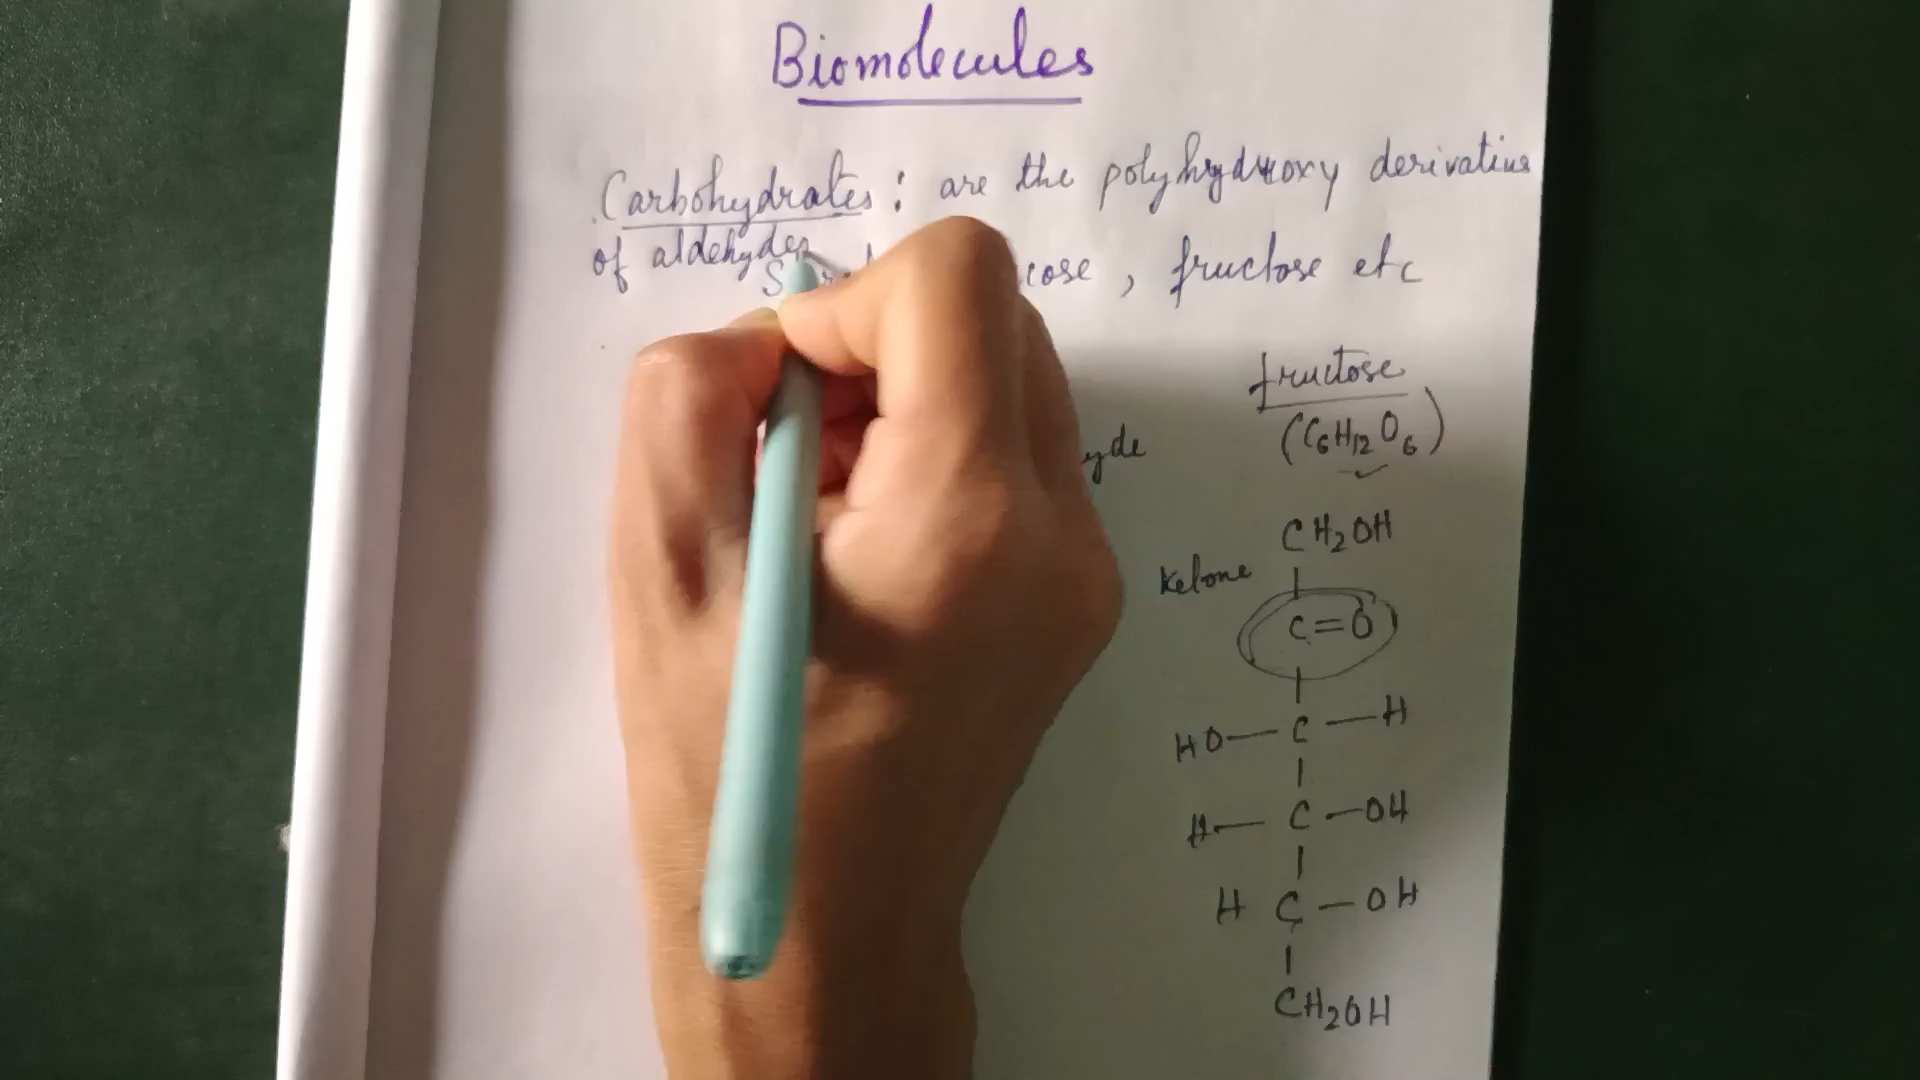 Biomolecules
Carbohydrates : are the polyhydroxy derivatives
of aldehydes
cose , fructose etc
fructose
(C6H12O6)
yde
CH2OH
Ketone
C=O
HO—C—H
H—C—OH
H C—OH
CH2OH